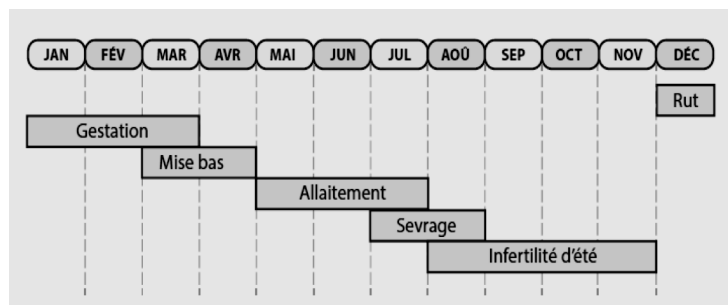 JAN FÉV MAR AVR MAI JUN JUL AOÛ SEP OCT NOV DÉC
Rut
Gestation
Mise bas
Allaitement
Sevrage
Infertilité d'été